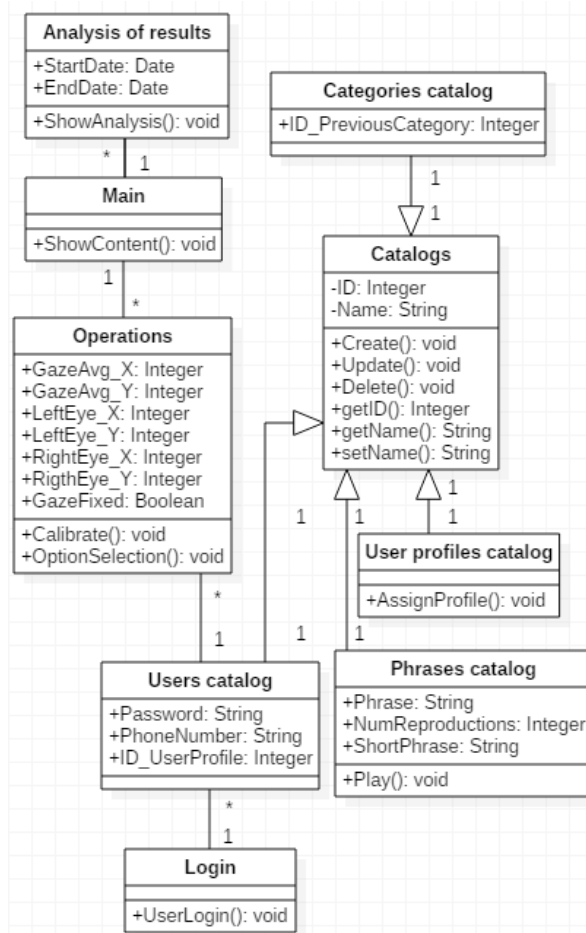 Analysis of results
+StartDate: Date
+EndDate: Date
+ShowAnalysis(): void
*
1
Main
+ShowContent(): void
1
*
Operations
+GazeAvg_X: Integer
+GazeAvg_Y: Integer
+LeftEye_X: Integer
+LeftEye_Y: Integer
+RightEye_X: Integer
+RigthEye_Y: Integer
+GazeFixed: Boolean
+Calibrate(): void
+OptionSelection(): void
*
1
Users catalog
+Password: String
+PhoneNumber: String
+ID_UserProfile: Integer
*
1
Login
+UserLogin(): void
Categories catalog
+ID_PreviousCategory: Integer
1
1
Catalogs
-ID: Integer
-Name: String
+Create(): void
+Update(): void
+Delete(): void
+getID(): Integer
+getName(): String
+setName(): String
1
1
1
1
User profiles catalog
+AssignProfile(): void
1
1
Phrases catalog
+Phrase: String
+NumReproductions: Integer
+ShortPhrase: String
+Play(): void